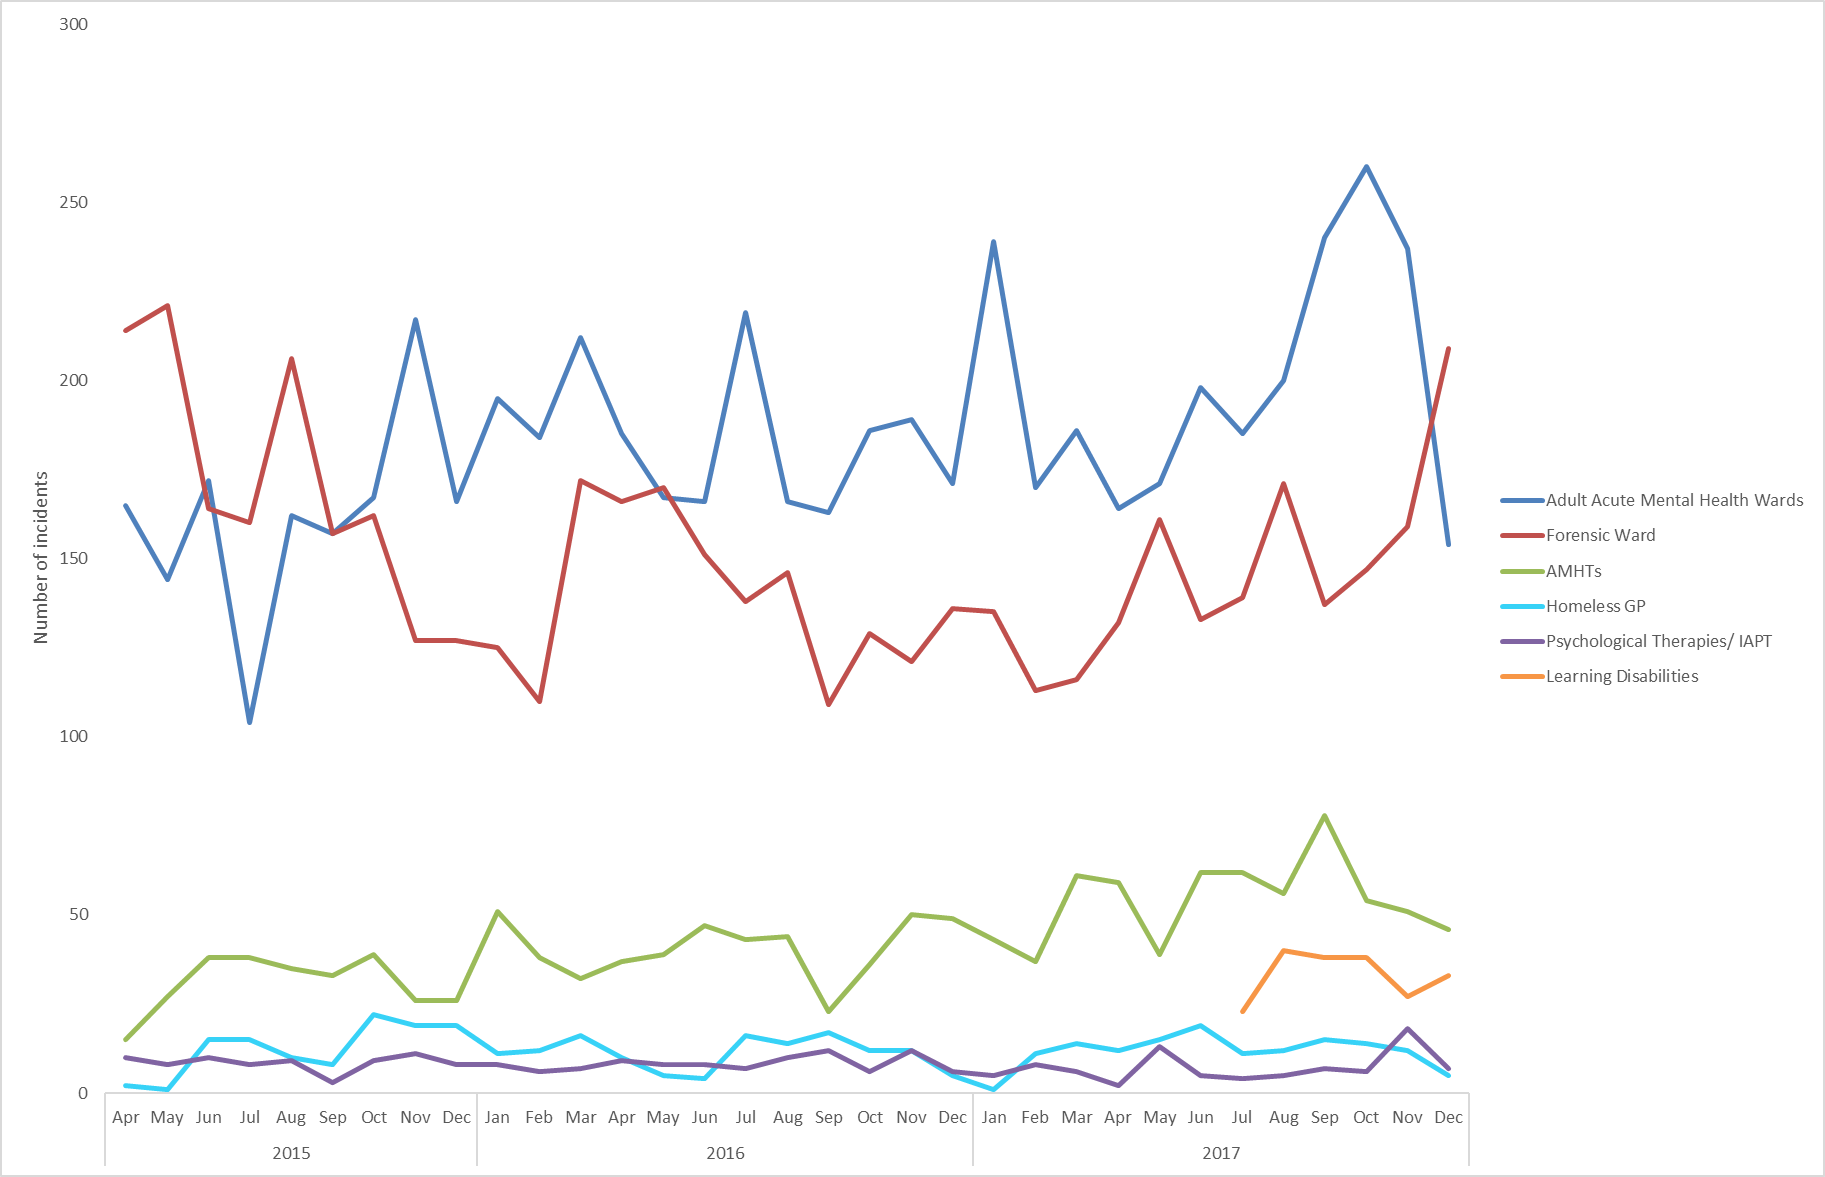 300
250
200
150
100
50
0
Number of incidents
Adult Acute Mental Health Wards
Forensic Ward
AMHTs
Homeless GP
Psychological Therapies/ IAPT
Learning Disabilities
Apr May Jun Jul Aug Sep Oct Nov Dec Jan Feb Mar Apr May Jun Jul Aug Sep Oct Nov Dec Jan Feb Mar Apr May Jun Jul Aug Sep Oct Nov Dec
2015 2016 2017